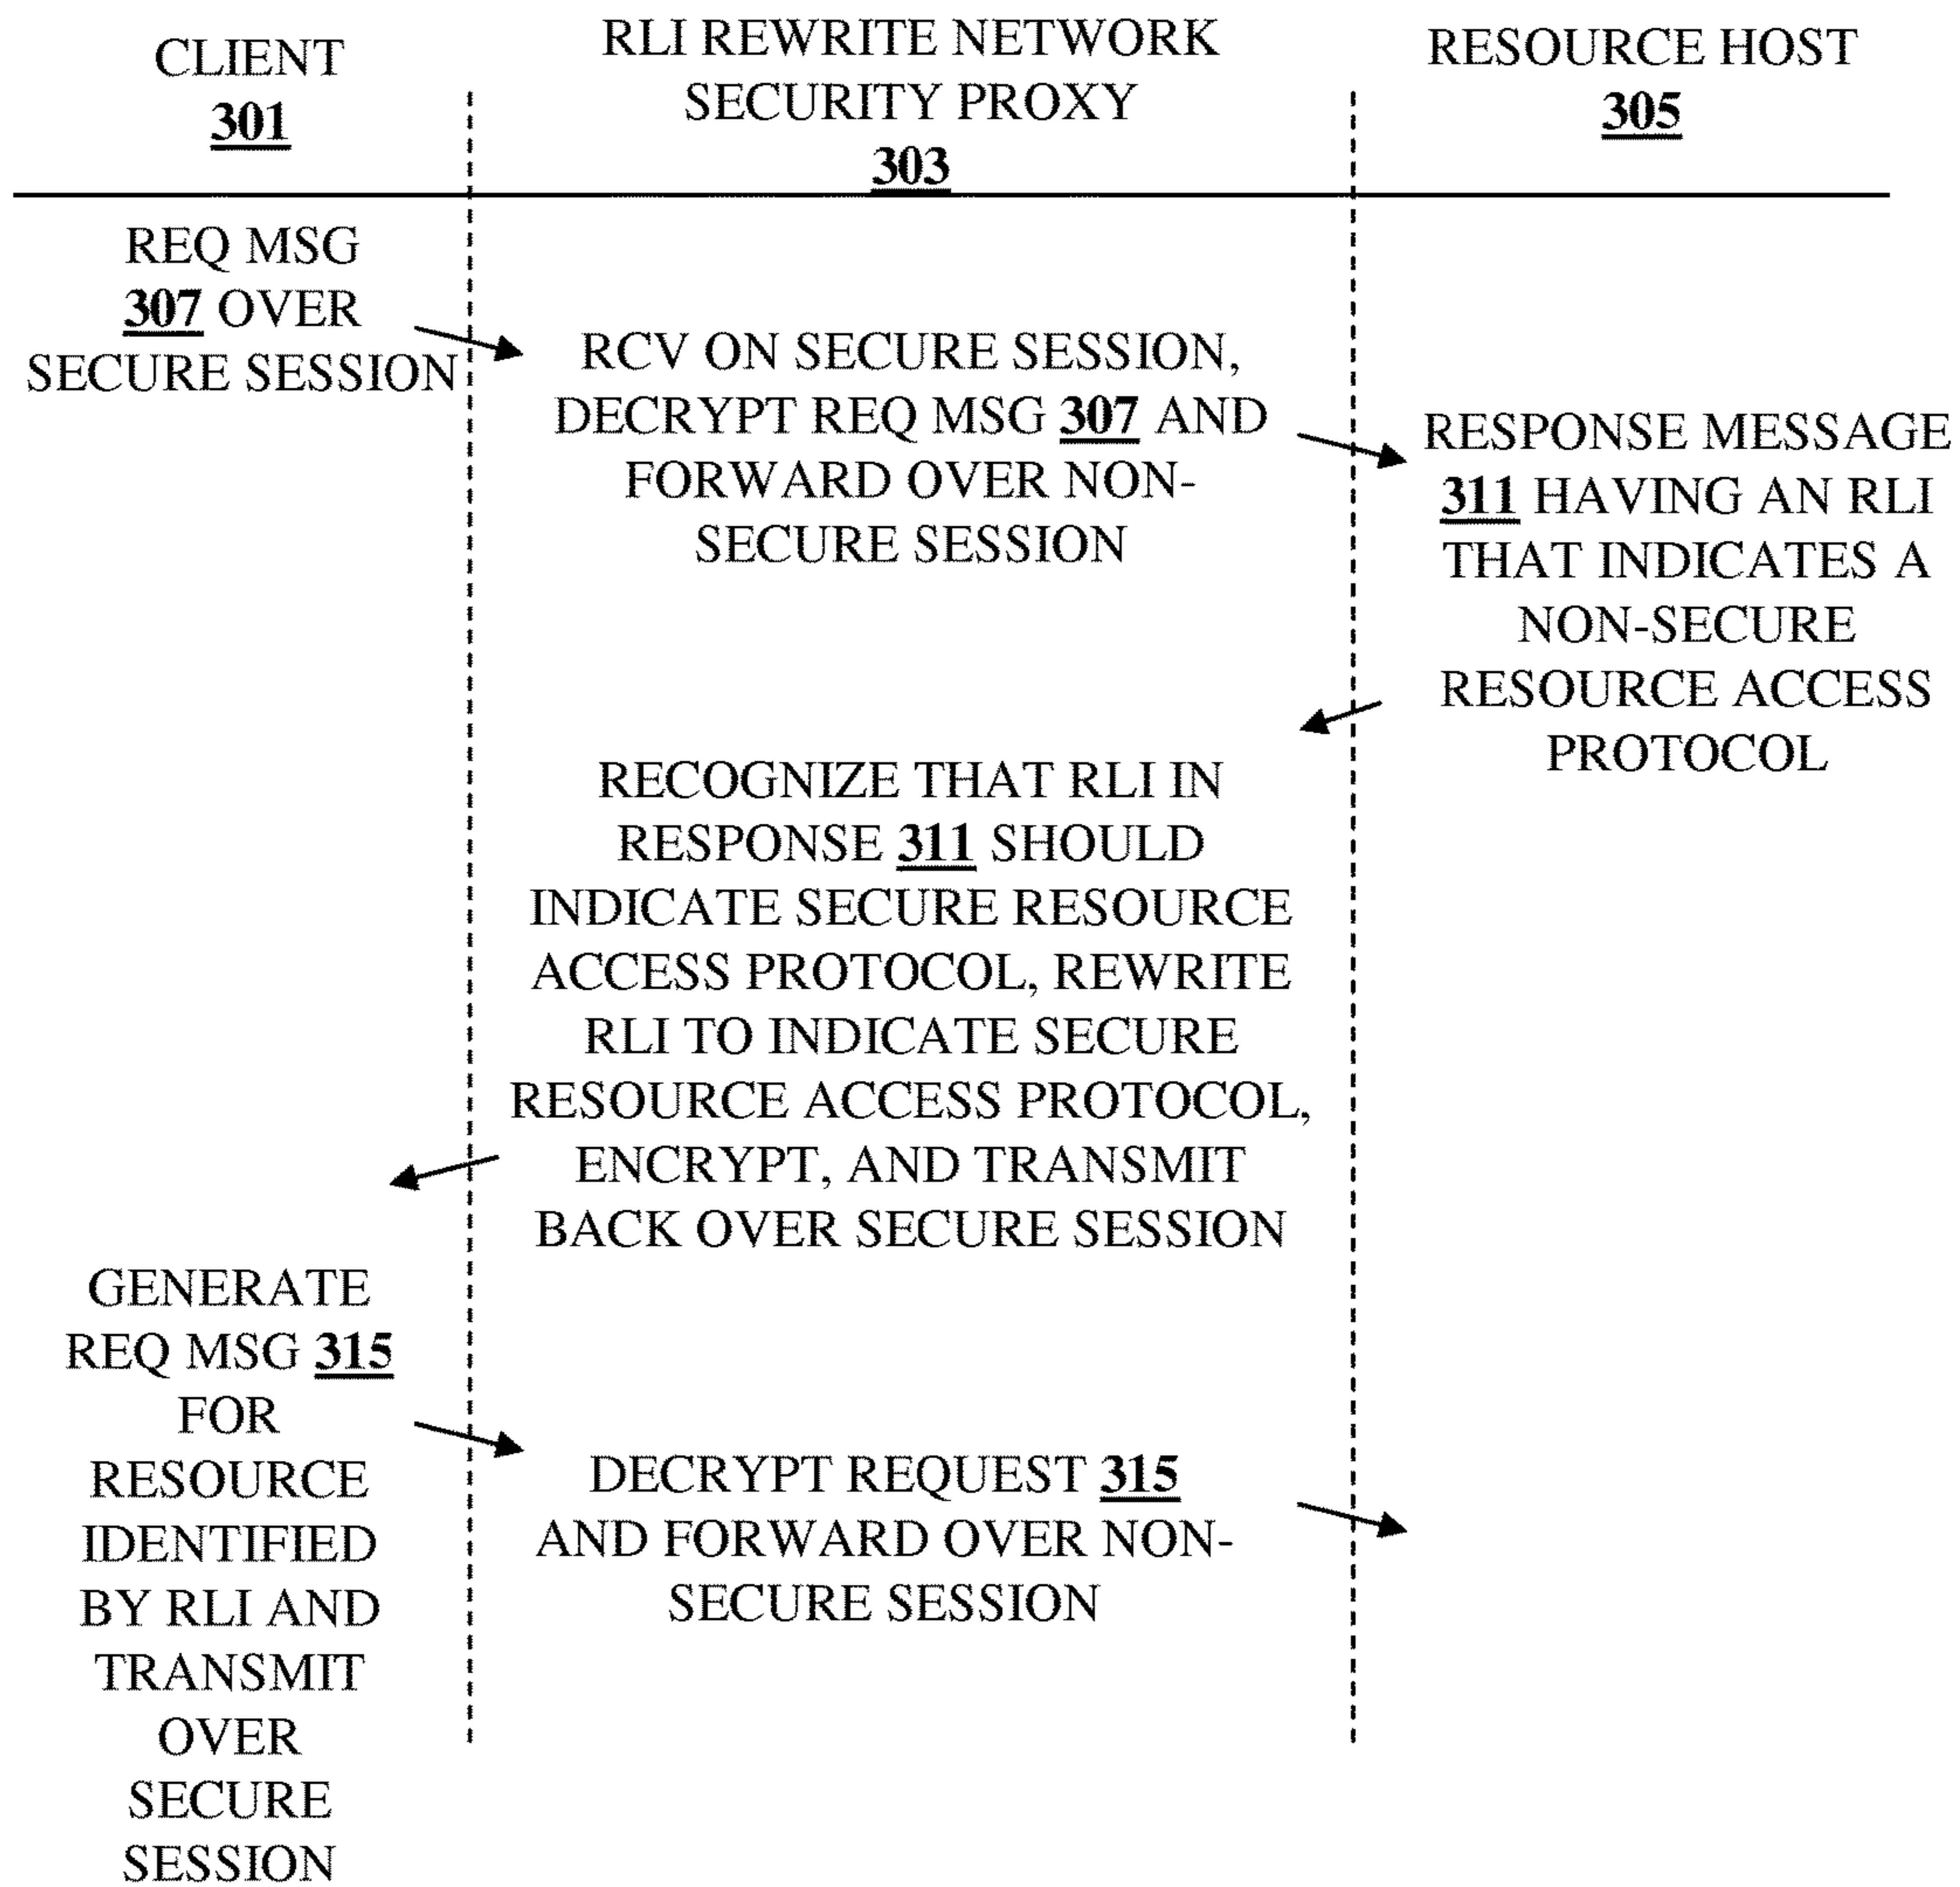 CLIENT
301
RLI REWRITE NETWORK
SECURITY PROXY
303
RESOURCE HOST
305
REQ MSG
307 OVER
SECURE SESSION
RCV ON SECURE SESSION,
DECRYPT REQ MSG 307 AND
FORWARD OVER NON-
SECURE SESSION
RESPONSE MESSAGE
311 HAVING AN RLI
THAT INDICATES A
NON-SECURE
RESOURCE ACCESS
PROTOCOL
RECOGNIZE THAT RLI IN
RESPONSE 311 SHOULD
INDICATE SECURE RESOURCE
ACCESS PROTOCOL, REWRITE
RLI TO INDICATE SECURE
RESOURCE ACCESS PROTOCOL,
ENCRYPT, AND TRANSMIT
BACK OVER SECURE SESSION
GENERATE
REQ MSG 315
FOR
RESOURCE
IDENTIFIED
BY RLI AND
TRANSMIT
OVER
SECURE
SESSION
DECRYPT REQUEST 315
AND FORWARD OVER NON-
SECURE SESSION